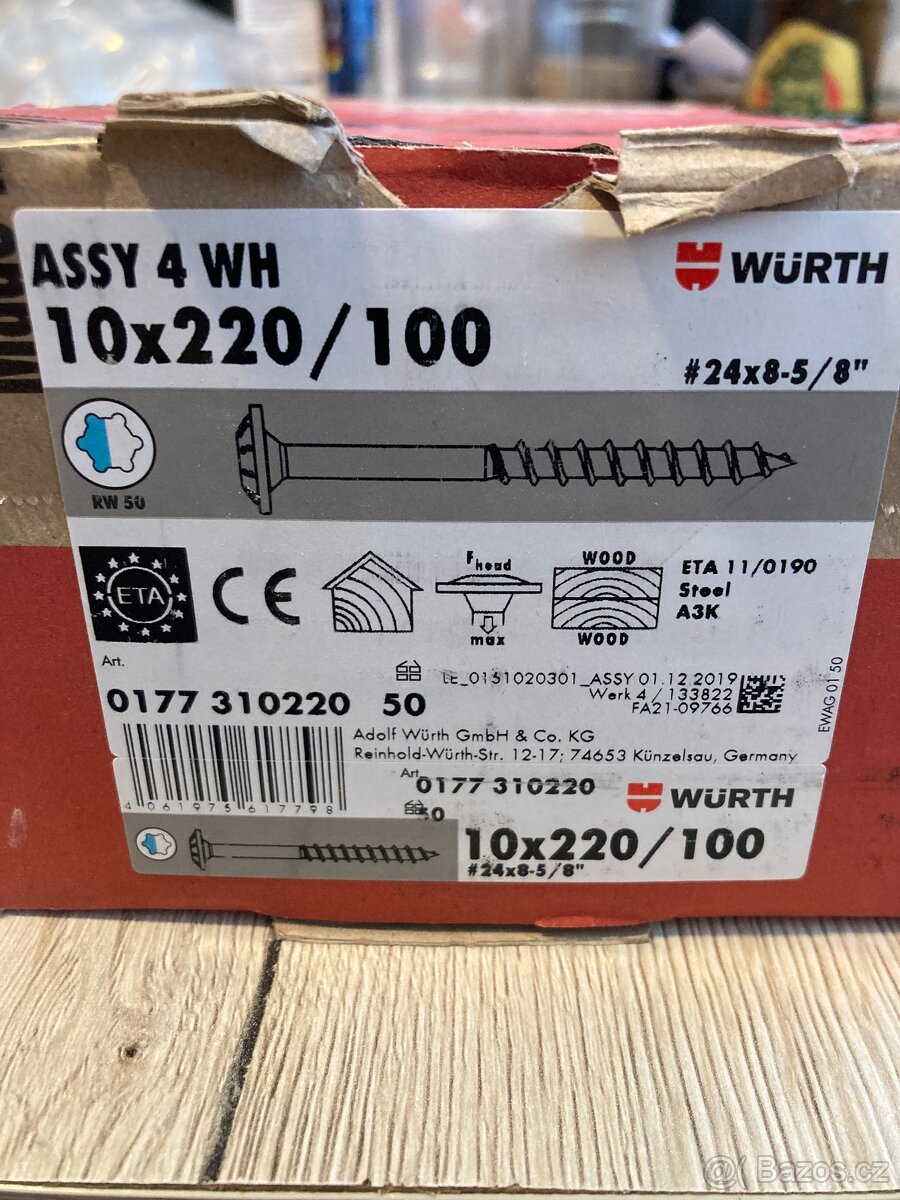 ASSY 4 WH
WÜRTH
10x220/100
#24x8-5/8"
RW 50
ETA
CE
Fhead
max
WOOD
WOOD
ETA 11/0190
Steel
A3K
Art.
0177 310220 50
LE_0151020301_ASSY 01.12 2019
Werk 4 / 133822
FA21-09766
EWAG 01 50
Adolf Würth GmbH & Co. KG
Reinhold-Würth-Str. 12-17; 74653 Künzelsau, Germany
4 061975 617798
Art.
0177 310220
50
WÜRTH
10x220/100
#24x8-5/8"
@( Bazos.cz